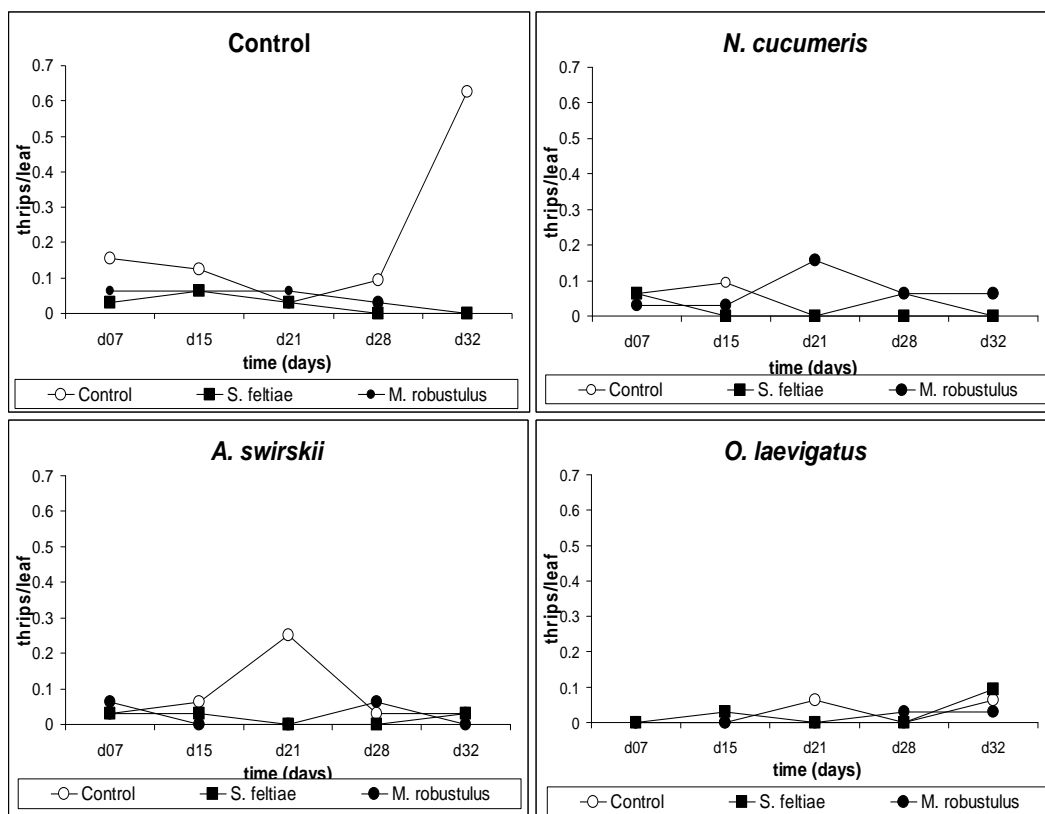 Control
0.7
0.6
0.5
0.4
0.3
0.2
0.1
0
thrips/leaf
d07 d15 d21 d28 d32
time (days)
Control S. feltiae M. robustulus
N. cucumeris
0.7
0.6
0.5
0.4
0.3
0.2
0.1
0
thrips/leaf
d07 d15 d21 d28 d32
time (days)
Control S. feltiae M. robustulus
A. swirskii
0.7
0.6
0.5
0.4
0.3
0.2
0.1
0
thrips/leaf
d07 d15 d21 d28 d32
time (days)
Control S. feltiae M. robustulus
O. laevigatus
0.7
0.6
0.5
0.4
0.3
0.2
0.1
0
thrips/leaf
d07 d15 d21 d28 d32
time (days)
Control S. feltiae M. robustulus